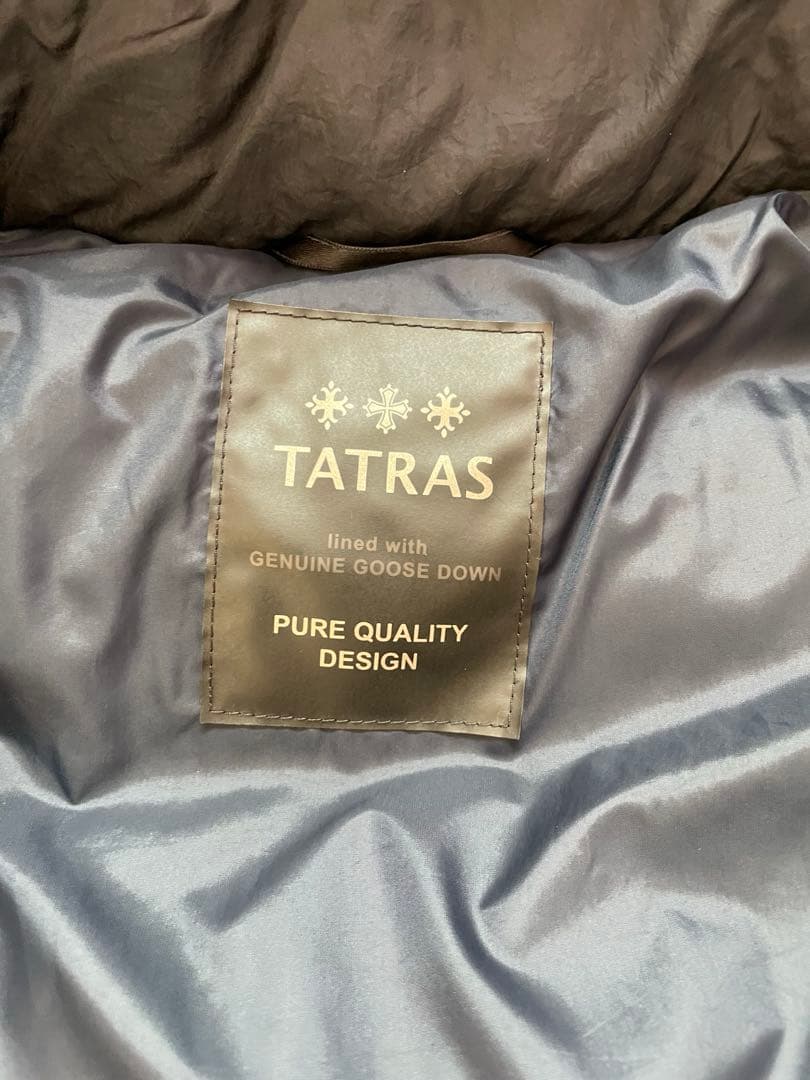 TATRAS
lined with
GENUINE GOOSE DOWN
PURE QUALITY
DESIGN